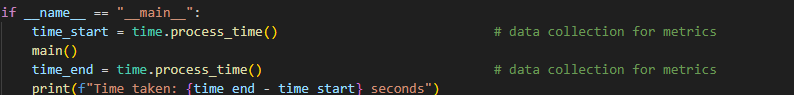 if __name__ == "__main__":
    time_start = time.process_time()                            # data collection for metrics
    main()
    time_end = time.process_time()                              # data collection for metrics
    print(f"Time taken: {time_end - time_start} seconds")